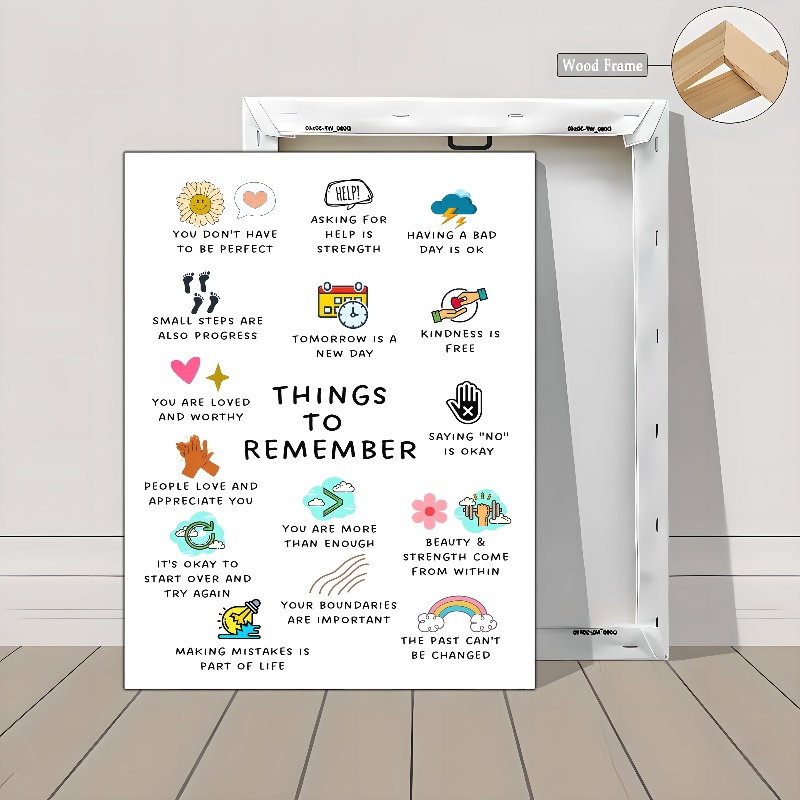 Wood Frame
HELP!
YOU DON'T HAVE
TO BE PERFECT
ASKING FOR
HELP IS
STRENGTH
HAVING A BAD
DAY IS OK
SMALL STEPS ARE
ALSO PROGRESS
TOMORROW IS A
NEW DAY
KINDNESS IS
FREE
YOU ARE LOVED
AND WORTHY
THINGS
TO
REMEMBER
SAYING "NO"
IS OKAY
PEOPLE LOVE AND
APPRECIATE YOU
YOU ARE MORE
THAN ENOUGH
BEAUTY &
STRENGTH COME
FROM WITHIN
IT'S OKAY TO
START OVER AND
TRY AGAIN
YOUR BOUNDARIES
ARE IMPORTANT
MAKING MISTAKES IS
PART OF LIFE
THE PAST CAN'T
BE CHANGED